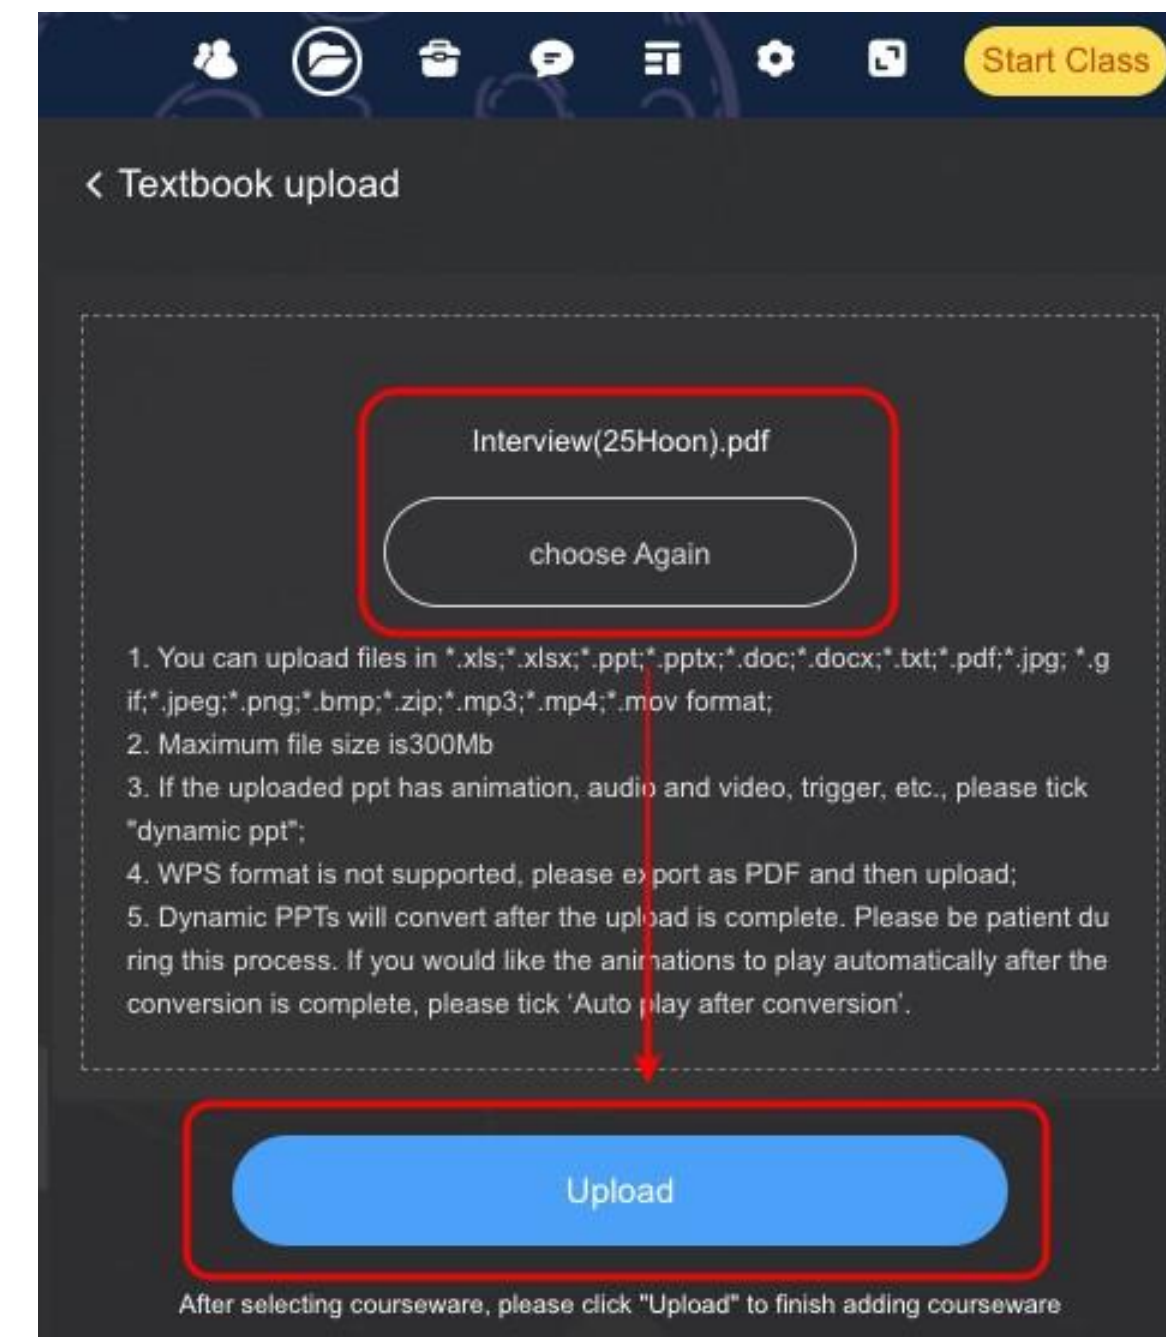 Start Class
Textbook upload
Interview(25Hoon).pdf
choose Again
1. You can upload files in *.xls;*.xlsx;*.ppt;*.pptx;*.doc;*.docx;*.txt;*.pdf;*.jpg; *.g
if;*.jpeg;*.png;*.bmp;*.zip;*.mp3;*.mp4;*.mov format;
2. Maximum file size is300Mb
3. If the uploaded ppt has animation, audio and video, trigger, etc., please tick
"dynamic ppt";
4. WPS format is not supported, please export as PDF and then upload;
5. Dynamic PPTs will convert after the upload is complete. Please be patient du
ring this process. If you would like the animations to play automatically after the
conversion is complete, please tick ‘Auto play after conversion’.
Upload
After selecting courseware, please click "Upload" to finish adding courseware